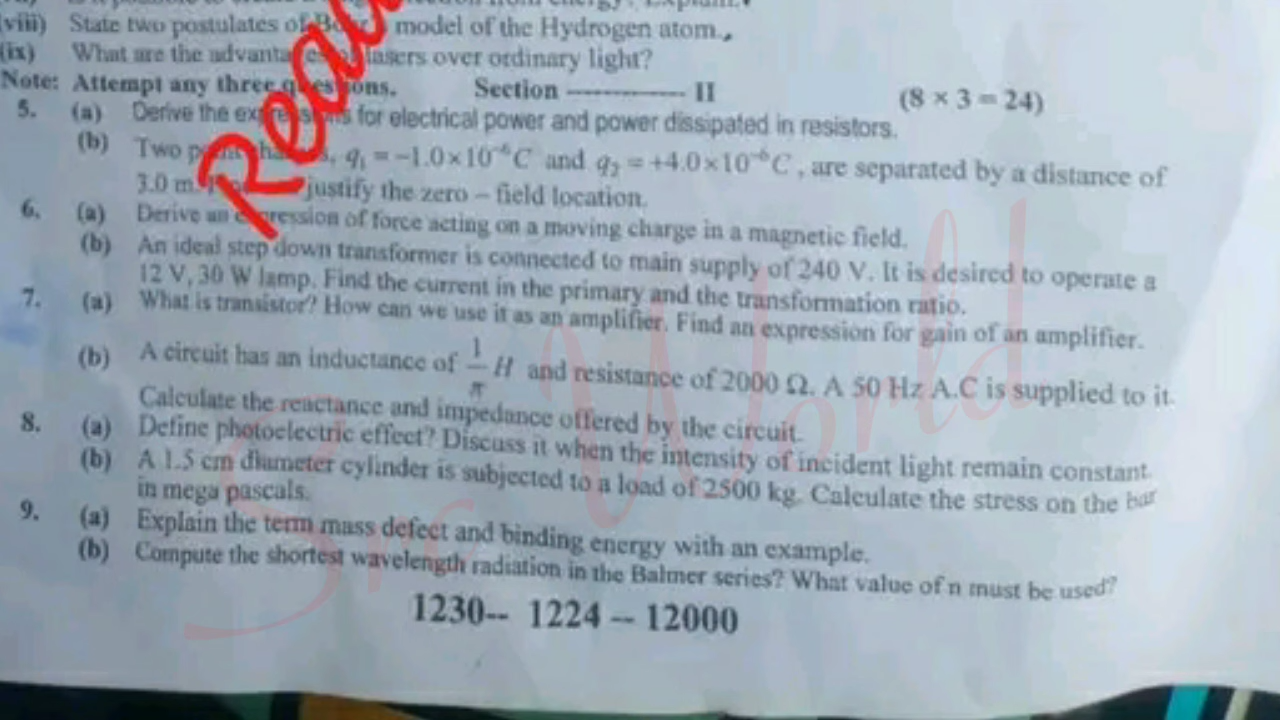 (viii) State two postulates of Bohr's model of the Hydrogen atom.
(ix) What are the advantages of lasers over ordinary light?
Note: Attempt any three questions. Section ------------- II (8 × 3 = 24)
5. (a) Derive the expressions for electrical power and power dissipated in resistors.
(b) Two point charges, q₁ = −1.0×10⁻⁶C and q₂ = +4.0×10⁻⁶C, are separated by a distance of
3.0 m. justify the zero – field location.
6. (a) Derive an expression of force acting on a moving charge in a magnetic field.
(b) An ideal step down transformer is connected to main supply of 240 V. It is desired to operate a
12 V, 30 W lamp. Find the current in the primary and the transformation ratio.
7. (a) What is transistor? How can we use it as an amplifier. Find an expression for gain of an amplifier.
(b) A circuit has an inductance of 1/π H and resistance of 2000 Ω. A 50 Hz A.C is supplied to it.
Calculate the reactance and impedance offered by the circuit.
8. (a) Define photoelectric effect? Discuss it when the intensity of incident light remain constant.
(b) A 1.5 cm diameter cylinder is subjected to a load of 2500 kg. Calculate the stress on the bar
in mega pascals.
9. (a) Explain the term mass defect and binding energy with an example.
(b) Compute the shortest wavelength radiation in the Balmer series? What value of n must be used?
1230-- 1224 -- 12000
World